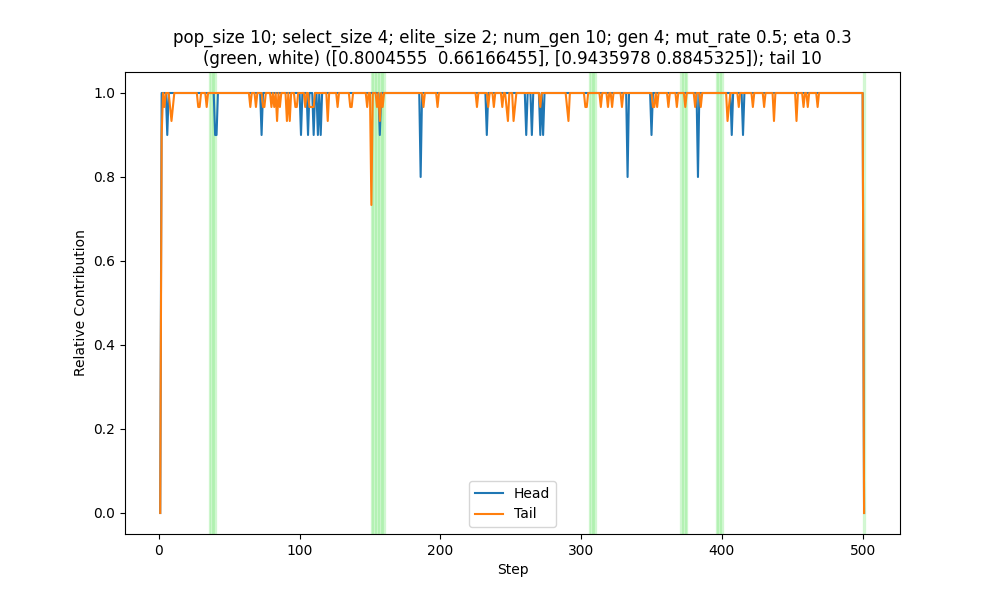 pop_size 10; select_size 4; elite_size 2; num_gen 10; gen 4; mut_rate 0.5; eta 0.3
(green, white) ([0.8004555  0.66166455], [0.9435978 0.8845325]); tail 10
Relative Contribution
1.0
0.8
0.6
0.4
0.2
0.0
Head
Tail
0
100
200
300
400
500
Step